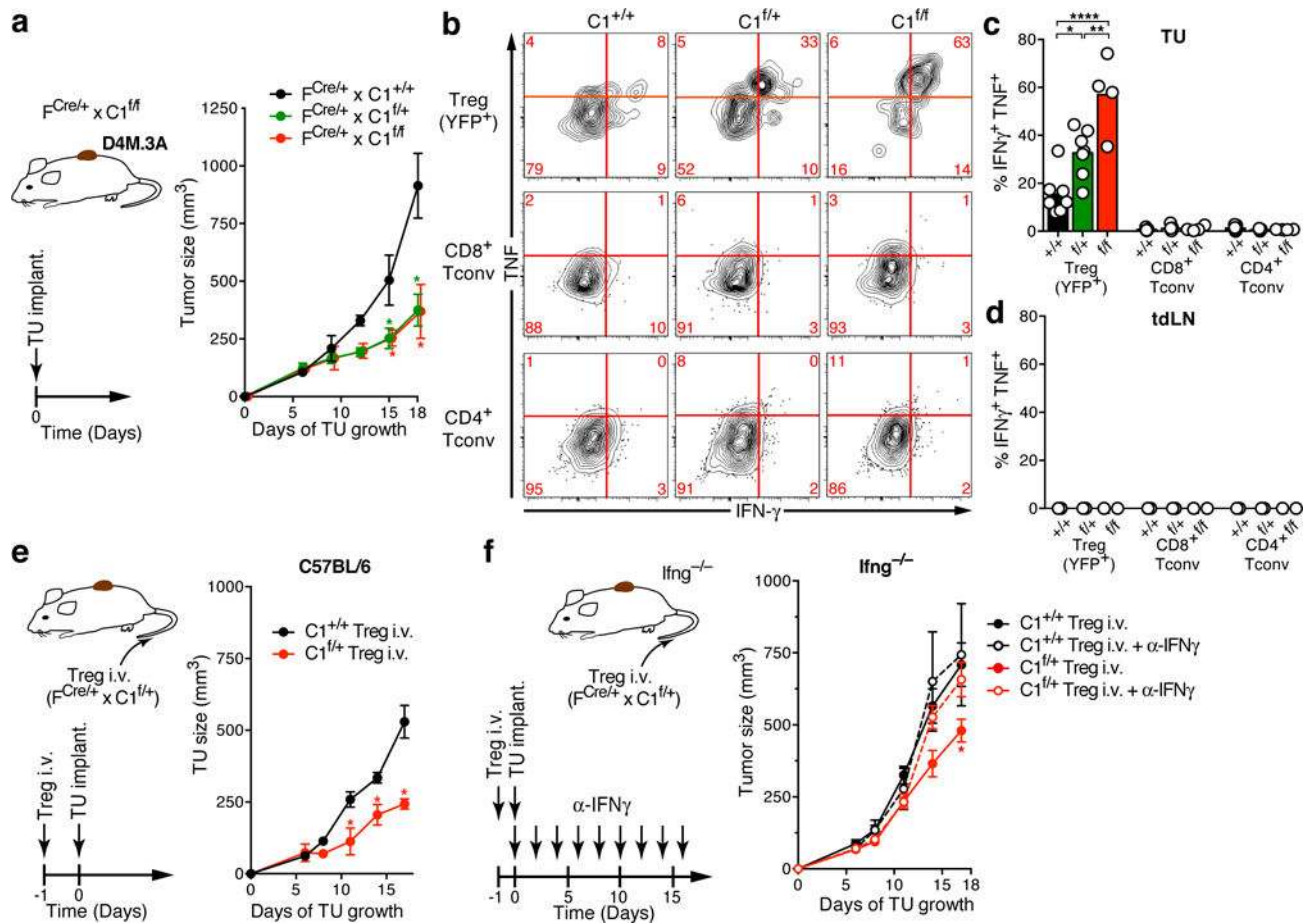 a
F^Cre/+ x C1^f/f
D4M.3A
TU implant.
0
Time (Days)
F^Cre/+ x C1^+/+
F^Cre/+ x C1^f/+
F^Cre/+ x C1^f/f
Tumor size (mm³)
1250
1000
750
500
250
0
0 5 10 15 18
Days of TU growth
* *
* *
b
C1^+/+ C1^f/+ C1^f/f
Treg
(YFP⁺)
4 8
79 9
5 33
52 10
6 63
16 14
CD8⁺
Tconv
2 1
88 10
6 1
91 3
3 1
93 3
CD4⁺
Tconv
1 0
95 3
8 0
91 2
11 1
86 2
TNF
IFN-γ
c
TU
**** 
* **
% IFNγ⁺ TNF⁺
80
60
40
20
0
+/+ f/+ f/f +/+ f/+ f/f +/+ f/+ f/f
Treg CD8⁺ CD4⁺
(YFP⁺) Tconv Tconv
d
tdLN
% IFNγ⁺ TNF⁺
80
60
40
20
0
+/+ f/+ f/f +/+ f/+ f/f +/+ f/+ f/f
Treg CD8⁺ CD4⁺
(YFP⁺) Tconv Tconv
e
Treg i.v.
(F^Cre/+ x C1^f/+)
Treg i.v.
TU implant.
-1 0
Time (Days)
C57BL/6
C1^+/+ Treg i.v.
C1^f/+ Treg i.v.
TU size (mm³)
1000
750
500
250
0
0 5 10 15
Days of TU growth
* * *
f
Ifng^–/–
Treg i.v.
(F^Cre/+ x C1^f/+)
Treg i.v.
TU implant.
α-IFNγ
-1 0 5 10 15
Time (Days)
Ifng^–/–
Tumor size (mm³)
1000
750
500
250
0
0 5 10 15 18
Days of TU growth
*
C1^+/+ Treg i.v.
C1^+/+ Treg i.v. + α-IFNγ
C1^f/+ Treg i.v.
C1^f/+ Treg i.v. + α-IFNγ